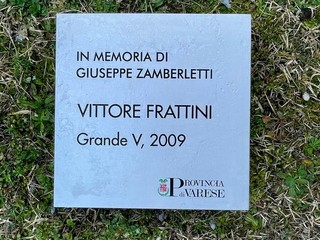 IN MEMORIA DI
GIUSEPPE ZAMBERLETTI
VITTORE FRATTINI
Grande V, 2009
PROVINCIA
di VARESE